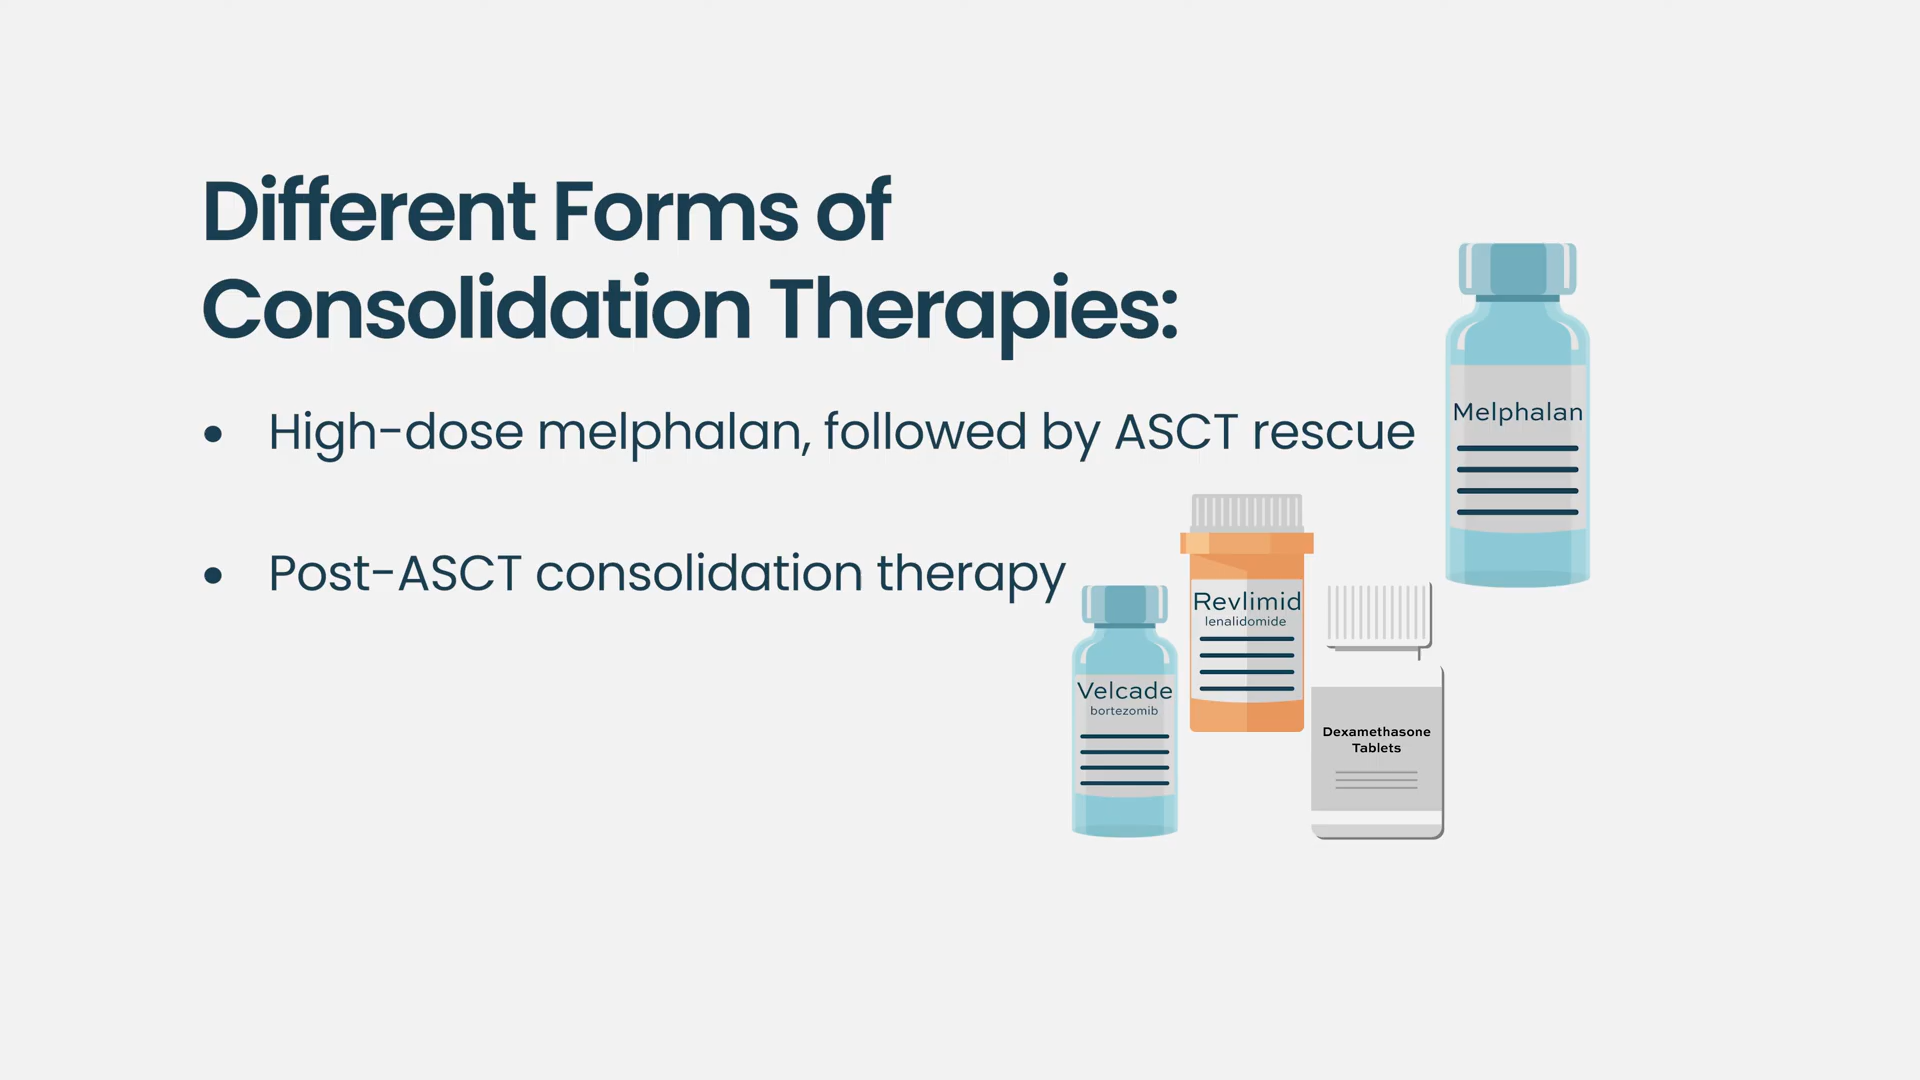 Different Forms of
Consolidation Therapies:
• High-dose melphalan, followed by ASCT rescue
Melphalan
• Post-ASCT consolidation therapy
Velcade
bortezomib
Revlimid
lenalidomide
Dexamethasone
Tablets